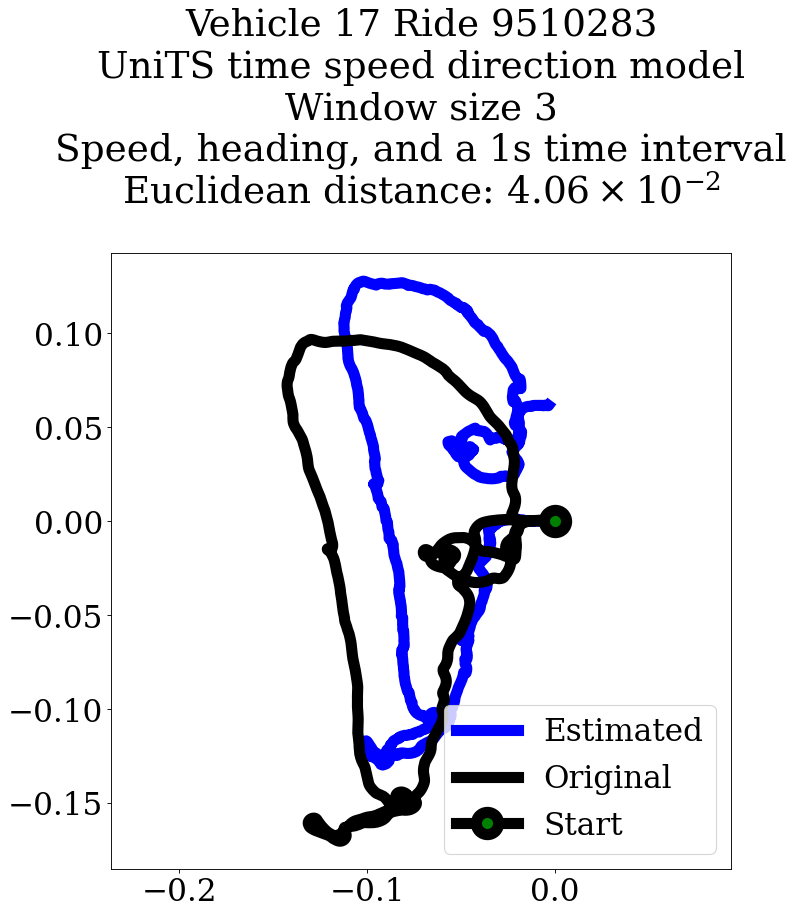 Vehicle 17 Ride 9510283
UniTS time speed direction model
Window size 3
Speed, heading, and a 1s time interval
Euclidean distance: 4.06 × 10⁻²
0.10
0.05
0.00
−0.05
−0.10
−0.15
Estimated
Original
Start
−0.2
−0.1
0.0